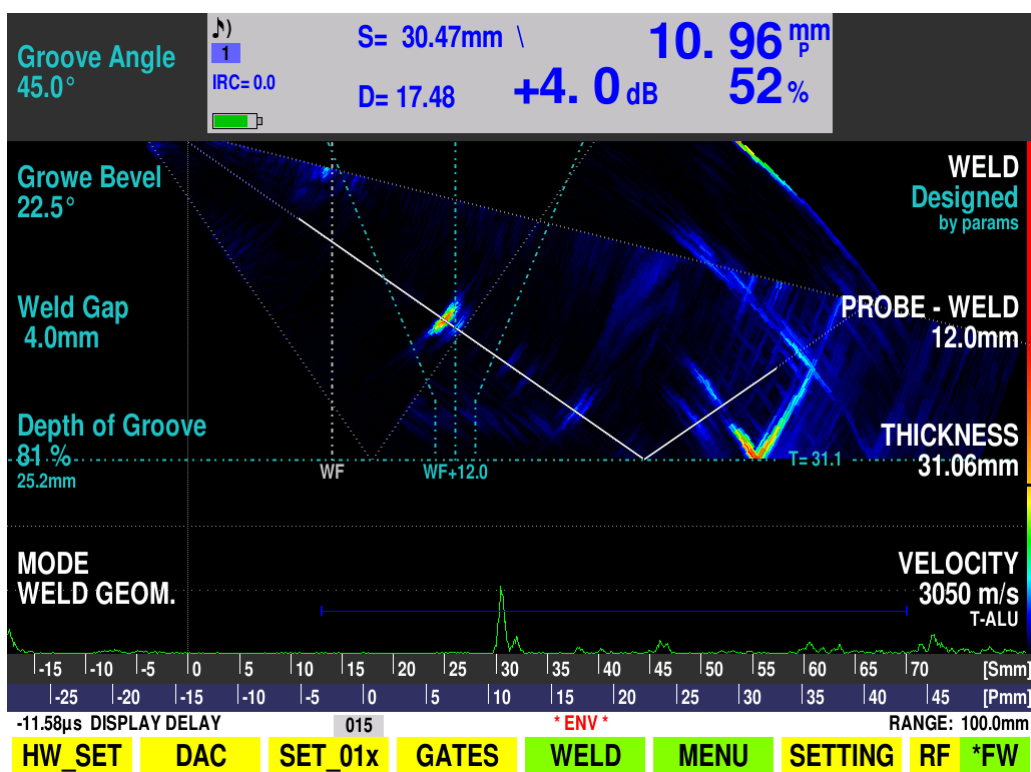 Groove Angle
45.0°
♪)
1
IRC= 0.0
S= 30.47mm \
D= 17.48
+4. 0 dB
10. 96 mm
P
52 %
Growe Bevel
22.5°
WELD
Designed
by params
Weld Gap
4.0mm
PROBE - WELD
12.0mm
Depth of Groove
81 %
25.2mm
THICKNESS
31.06mm
T= 31.1
WF
WF+12.0
MODE
WELD GEOM.
VELOCITY
3050 m/s
T-ALU
-15 -10 -5 0 5 10 15 20 25 30 35 40 45 50 55 60 65 70 [Smm]
-25 -20 -15 -10 -5 0 5 10 15 20 25 30 35 40 45 [Pmm]
-11.58µs DISPLAY DELAY 015 * ENV * RANGE: 100.0mm
HW_SET DAC SET_01x GATES WELD MENU SETTING RF *FW